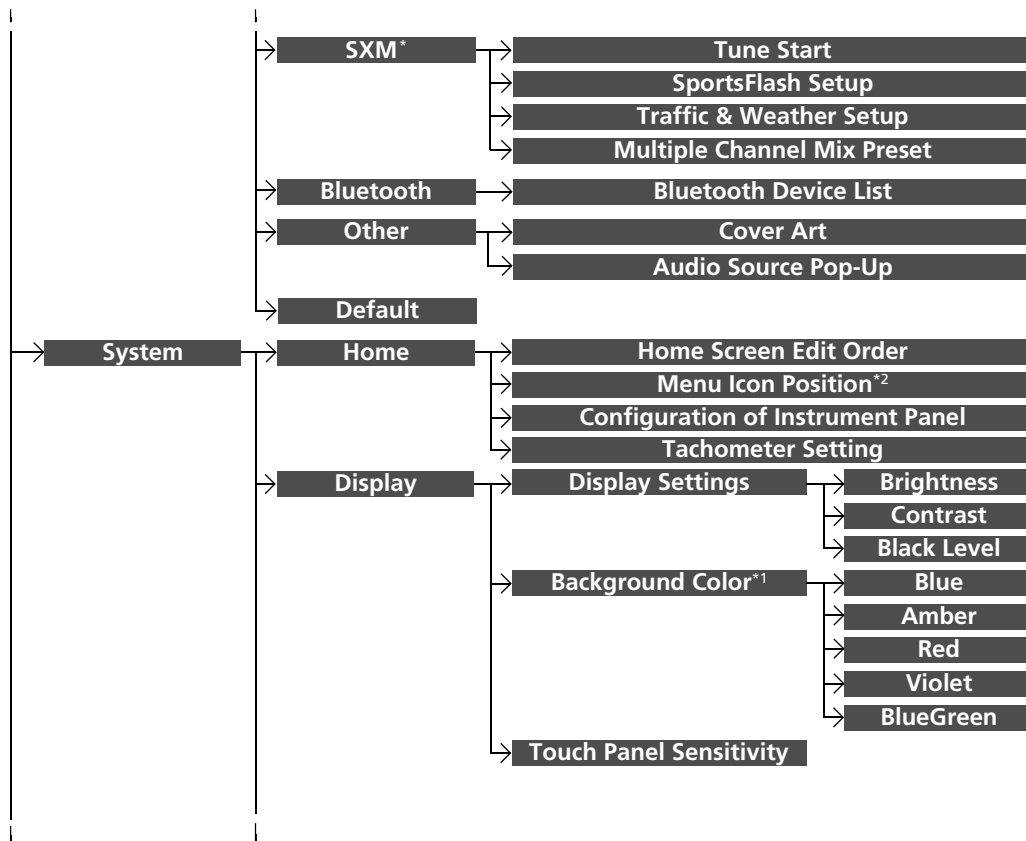 SXM* Tune Start
SportsFlash Setup
Traffic & Weather Setup
Multiple Channel Mix Preset
Bluetooth Bluetooth Device List
Other Cover Art
Audio Source Pop-Up
Default
System Home Home Screen Edit Order
Menu Icon Position*2
Configuration of Instrument Panel
Tachometer Setting
Display Display Settings Brightness
Contrast
Black Level
Background Color*1 Blue
Amber
Red
Violet
BlueGreen
Touch Panel Sensitivity